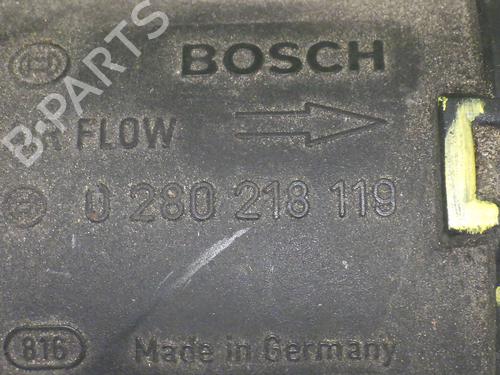 B-PARTS
BOSCH
FLOW
0 280 218 119
816
Made in Germany